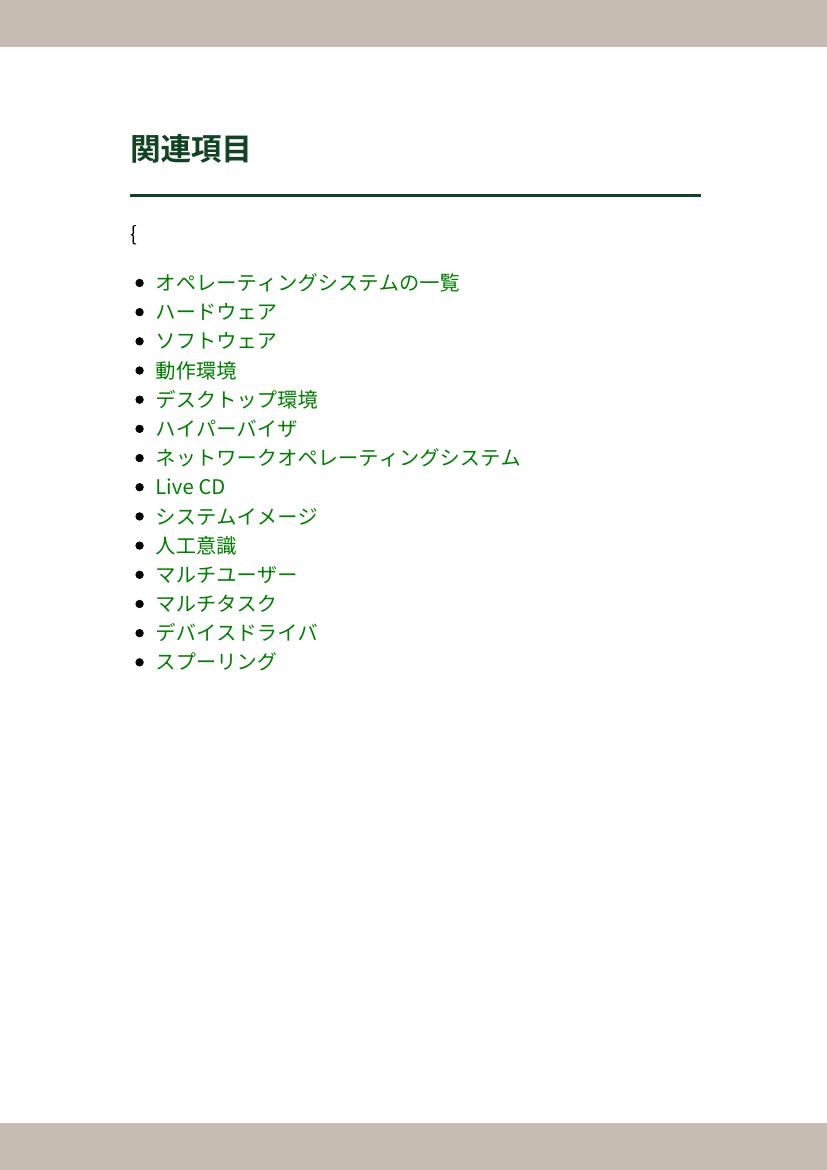 関連項目
{
オペレーティングシステムの一覧
ハードウェア
ソフトウェア
動作環境
デスクトップ環境
ハイパーバイザ
ネットワークオペレーティングシステム
Live CD
システムイメージ
人工意識
マルチユーザー
マルチタスク
デバイスドライバ
スプーリング